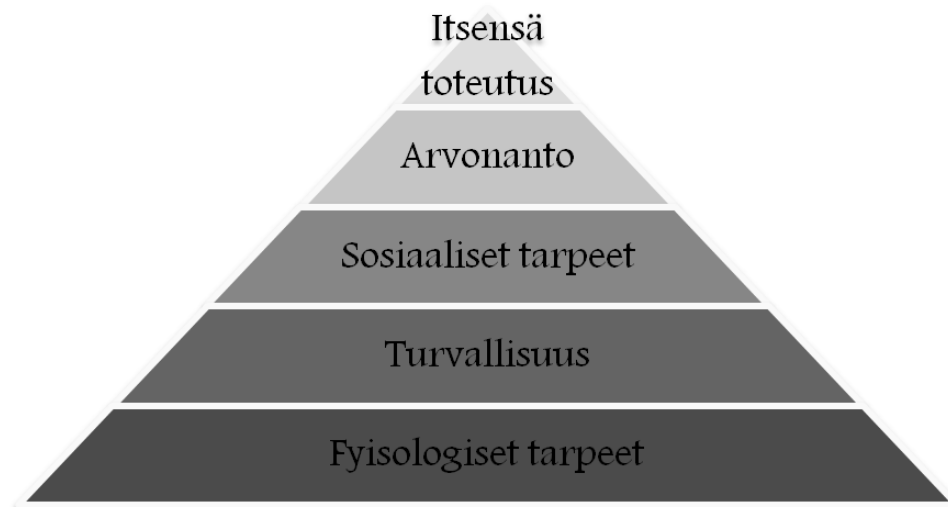 Itsensä
toteutus
Arvonanto
Sosiaaliset tarpeet
Turvallisuus
Fyisologiset tarpeet